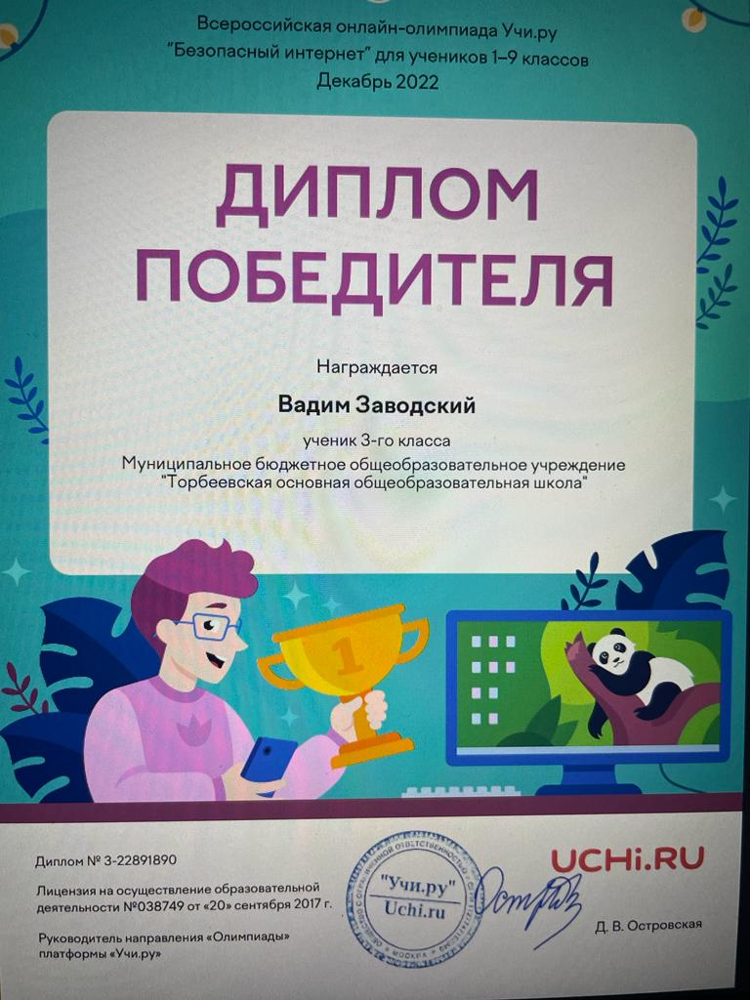 Всероссийская онлайн-олимпиада Учи.ру
"Безопасный интернет" для учеников 1–9 классов
Декабрь 2022
ДИПЛОМ
ПОБЕДИТЕЛЯ
Награждается
Вадим Заводский
ученик 3-го класса
Муниципальное бюджетное общеобразовательное учреждение
"Торбеевская основная общеобразовательная школа"
1
Диплом № 3-22891890
Лицензия на осуществление образовательной
деятельности №038749 от «20» сентября 2017 г.
Руководитель направления «Олимпиады»
платформы «Учи.ру»
ОБЩЕСТВО С ОГРАНИЧЕННОЙ ОТВЕТСТВЕННОСТЬЮ
"Учи.ру"
Uchi.ru
МОСКВА
UCHi.RU
Д. В. Островская